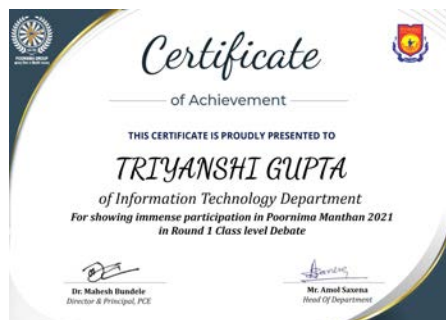 POORNIMA GROUP
Certificate
of Achievement
THIS CERTIFICATE IS PROUDLY PRESENTED TO
TRIYANSHI GUPTA
of Information Technology Department
For showing immense participation in Poornima Manthan 2021
in Round 1 Class level Debate
Dr. Mahesh Bundele
Director & Principal, PCE
Mr. Amol Saxena
Head Of Department